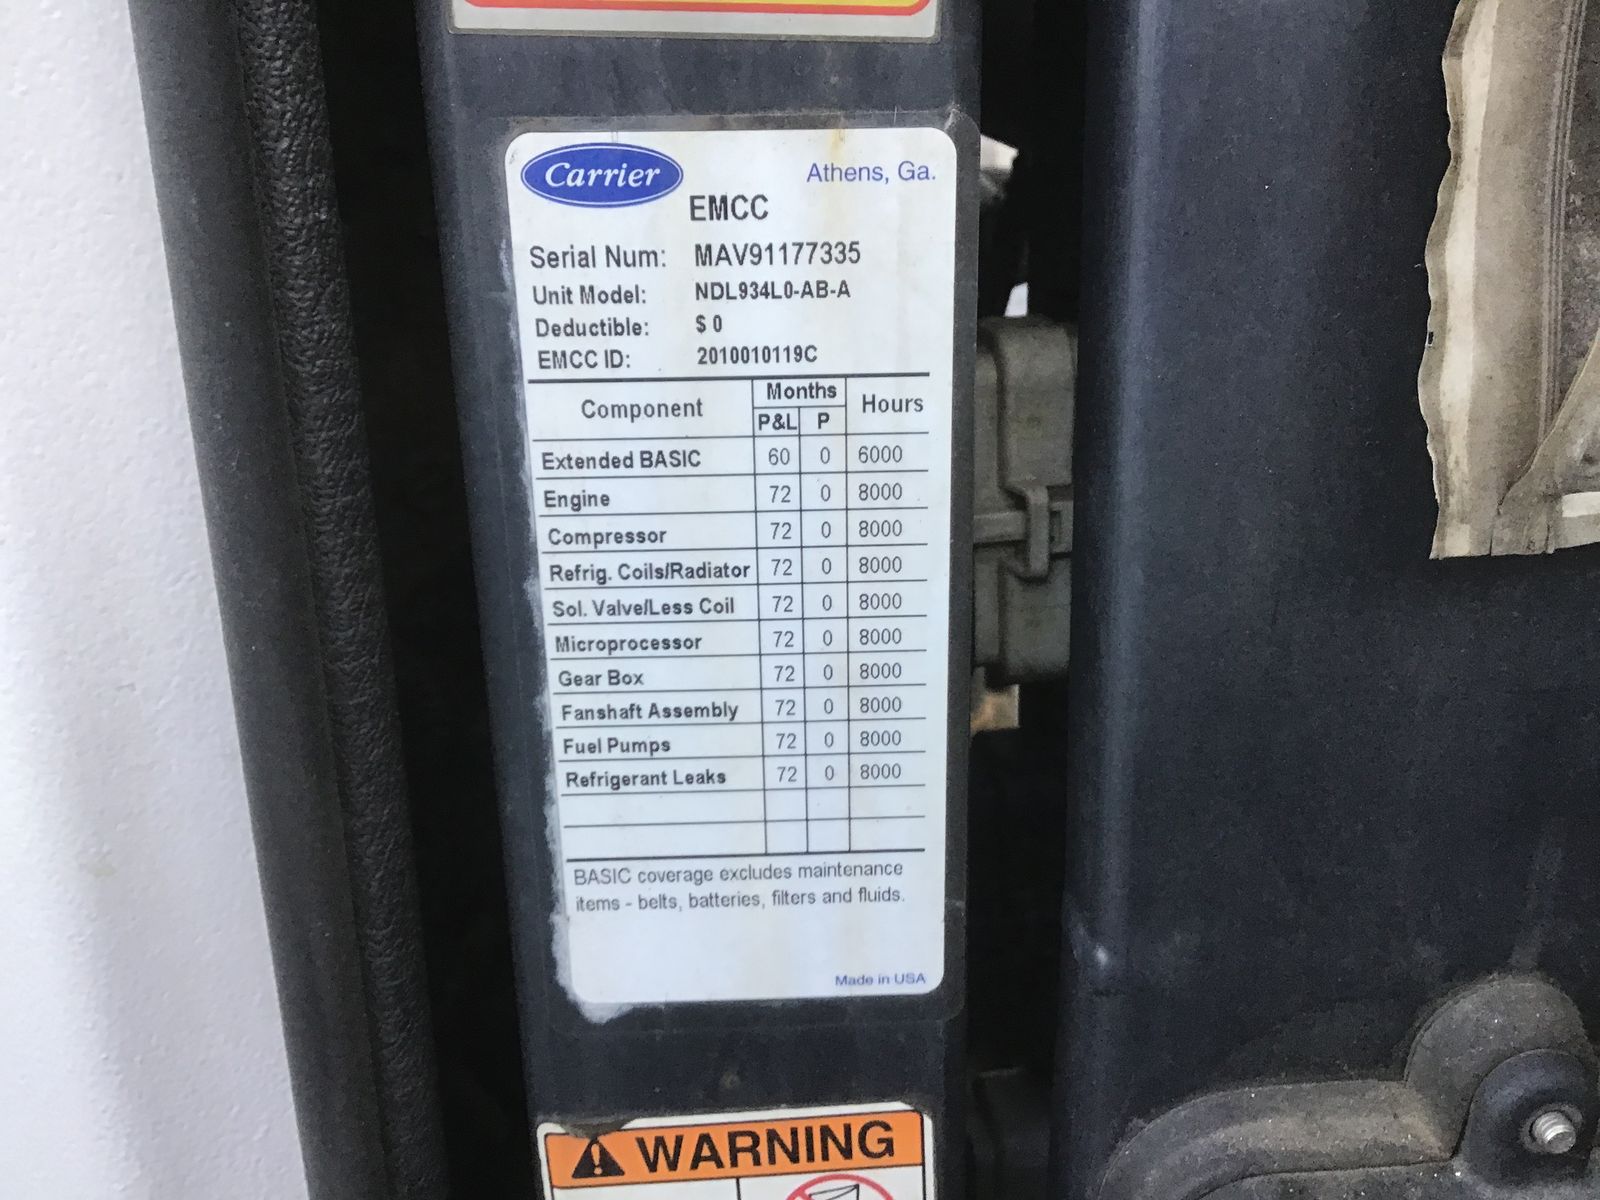 Carrier
Athens, Ga.
EMCC
Serial Num: MAV91177335
Unit Model: NDL934L0-AB-A
Deductible: $ 0
EMCC ID: 2010010119C
Component Months Hours
P&L P
Extended BASIC 60 0 6000
Engine 72 0 8000
Compressor 72 0 8000
Refrig. Coils/Radiator 72 0 8000
Sol. Valve/Less Coil 72 0 8000
Microprocessor 72 0 8000
Gear Box 72 0 8000
Fanshaft Assembly 72 0 8000
Fuel Pumps 72 0 8000
Refrigerant Leaks 72 0 8000
BASIC coverage excludes maintenance
items - belts, batteries, filters and fluids.
Made in USA
WARNING